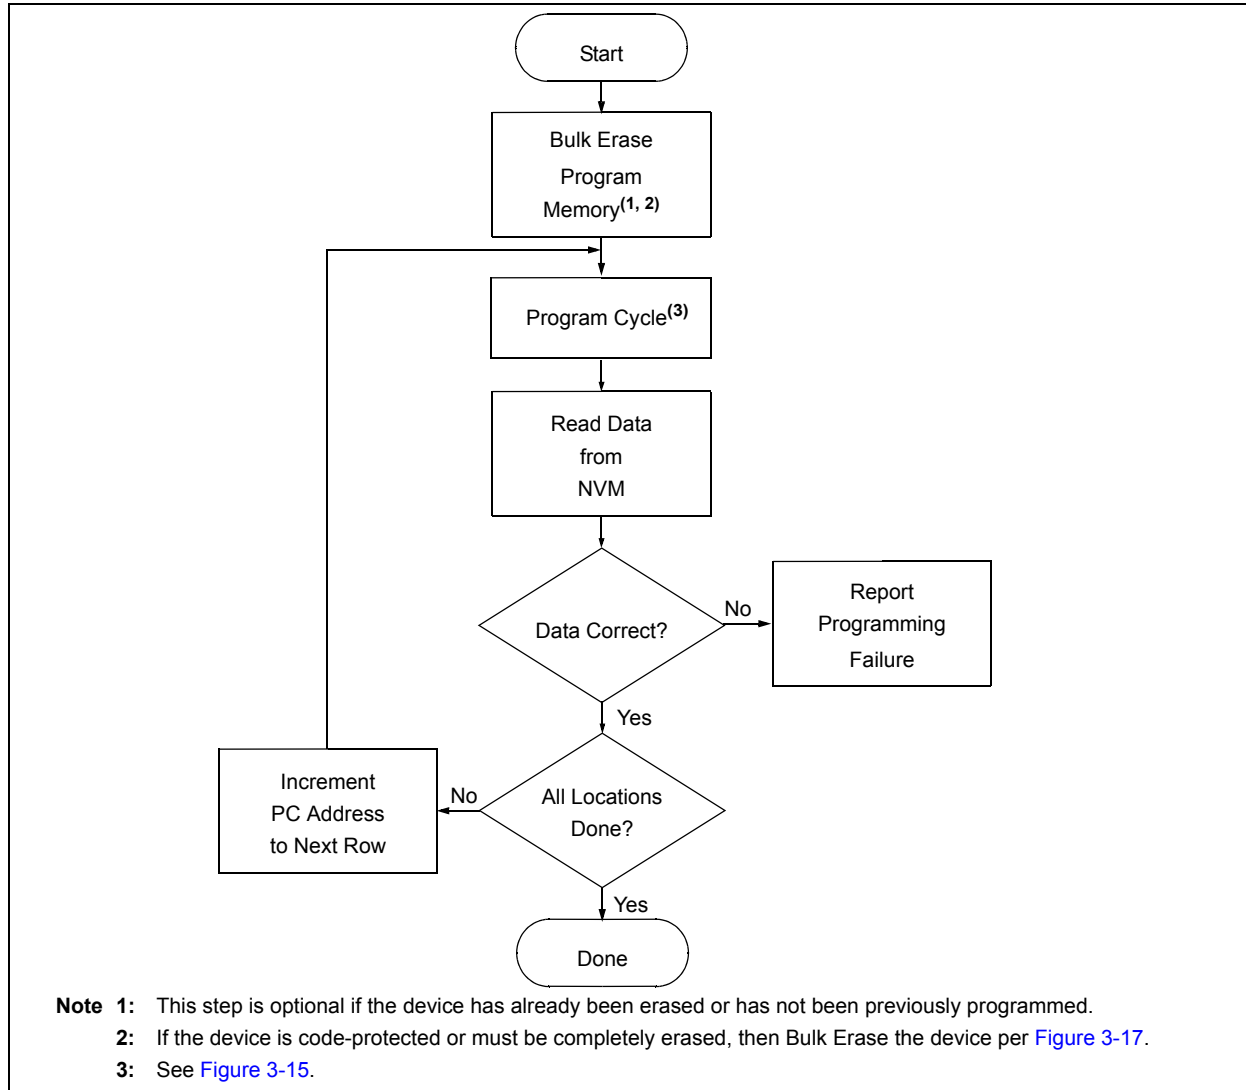 Start
Bulk Erase
Program
Memory(1, 2)
Program Cycle(3)
Read Data
from
NVM
Data Correct?
No
Report
Programming
Failure
Yes
All Locations
Done?
No
Increment
PC Address
to Next Row
Yes
Done
Note 1: This step is optional if the device has already been erased or has not been previously programmed.
2: If the device is code-protected or must be completely erased, then Bulk Erase the device per Figure 3-17.
3: See Figure 3-15.